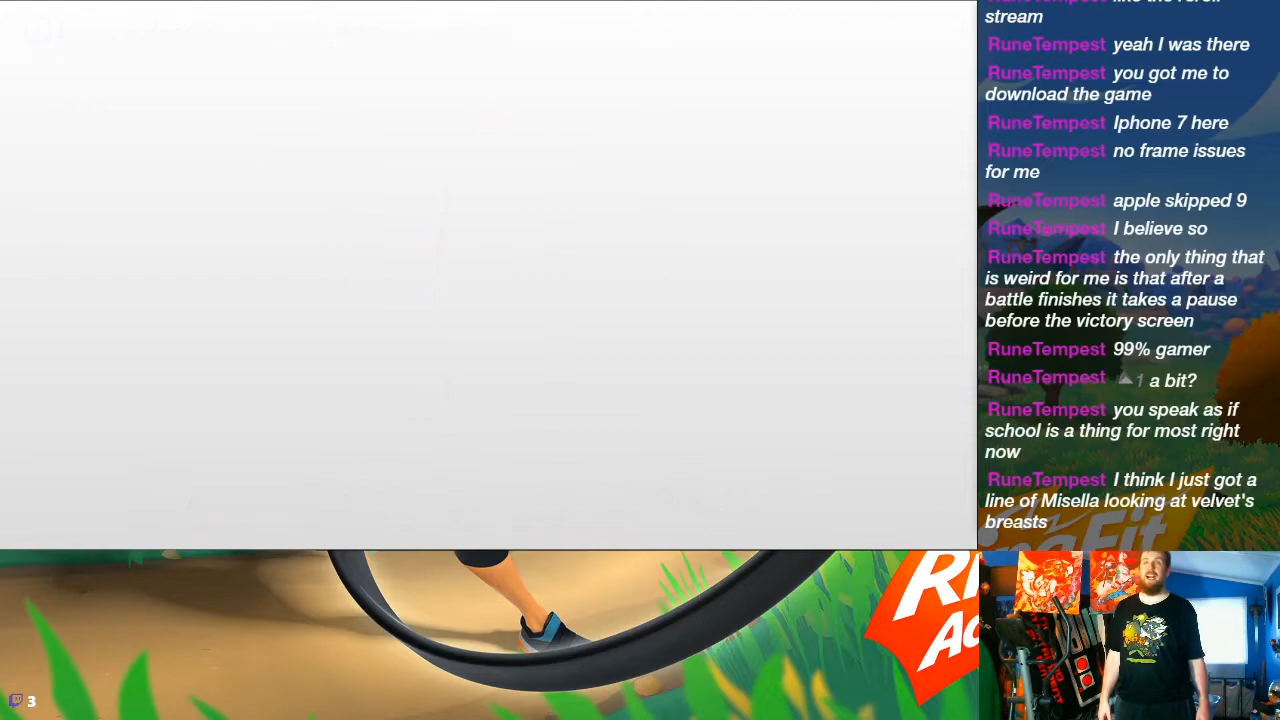 stream
RuneTempest yeah I was there
RuneTempest you got me to
download the game
RuneTempest Iphone 7 here
RuneTempest no frame issues
for me
RuneTempest apple skipped 9
RuneTempest I believe so
RuneTempest the only thing that
is weird for me is that after a
battle finishes it takes a pause
before the victory screen
RuneTempest 99% gamer
RuneTempest 1 a bit?
RuneTempest you speak as if
school is a thing for most right
now
RuneTempest I think I just got a
line of Misella looking at velvet's
breasts
3